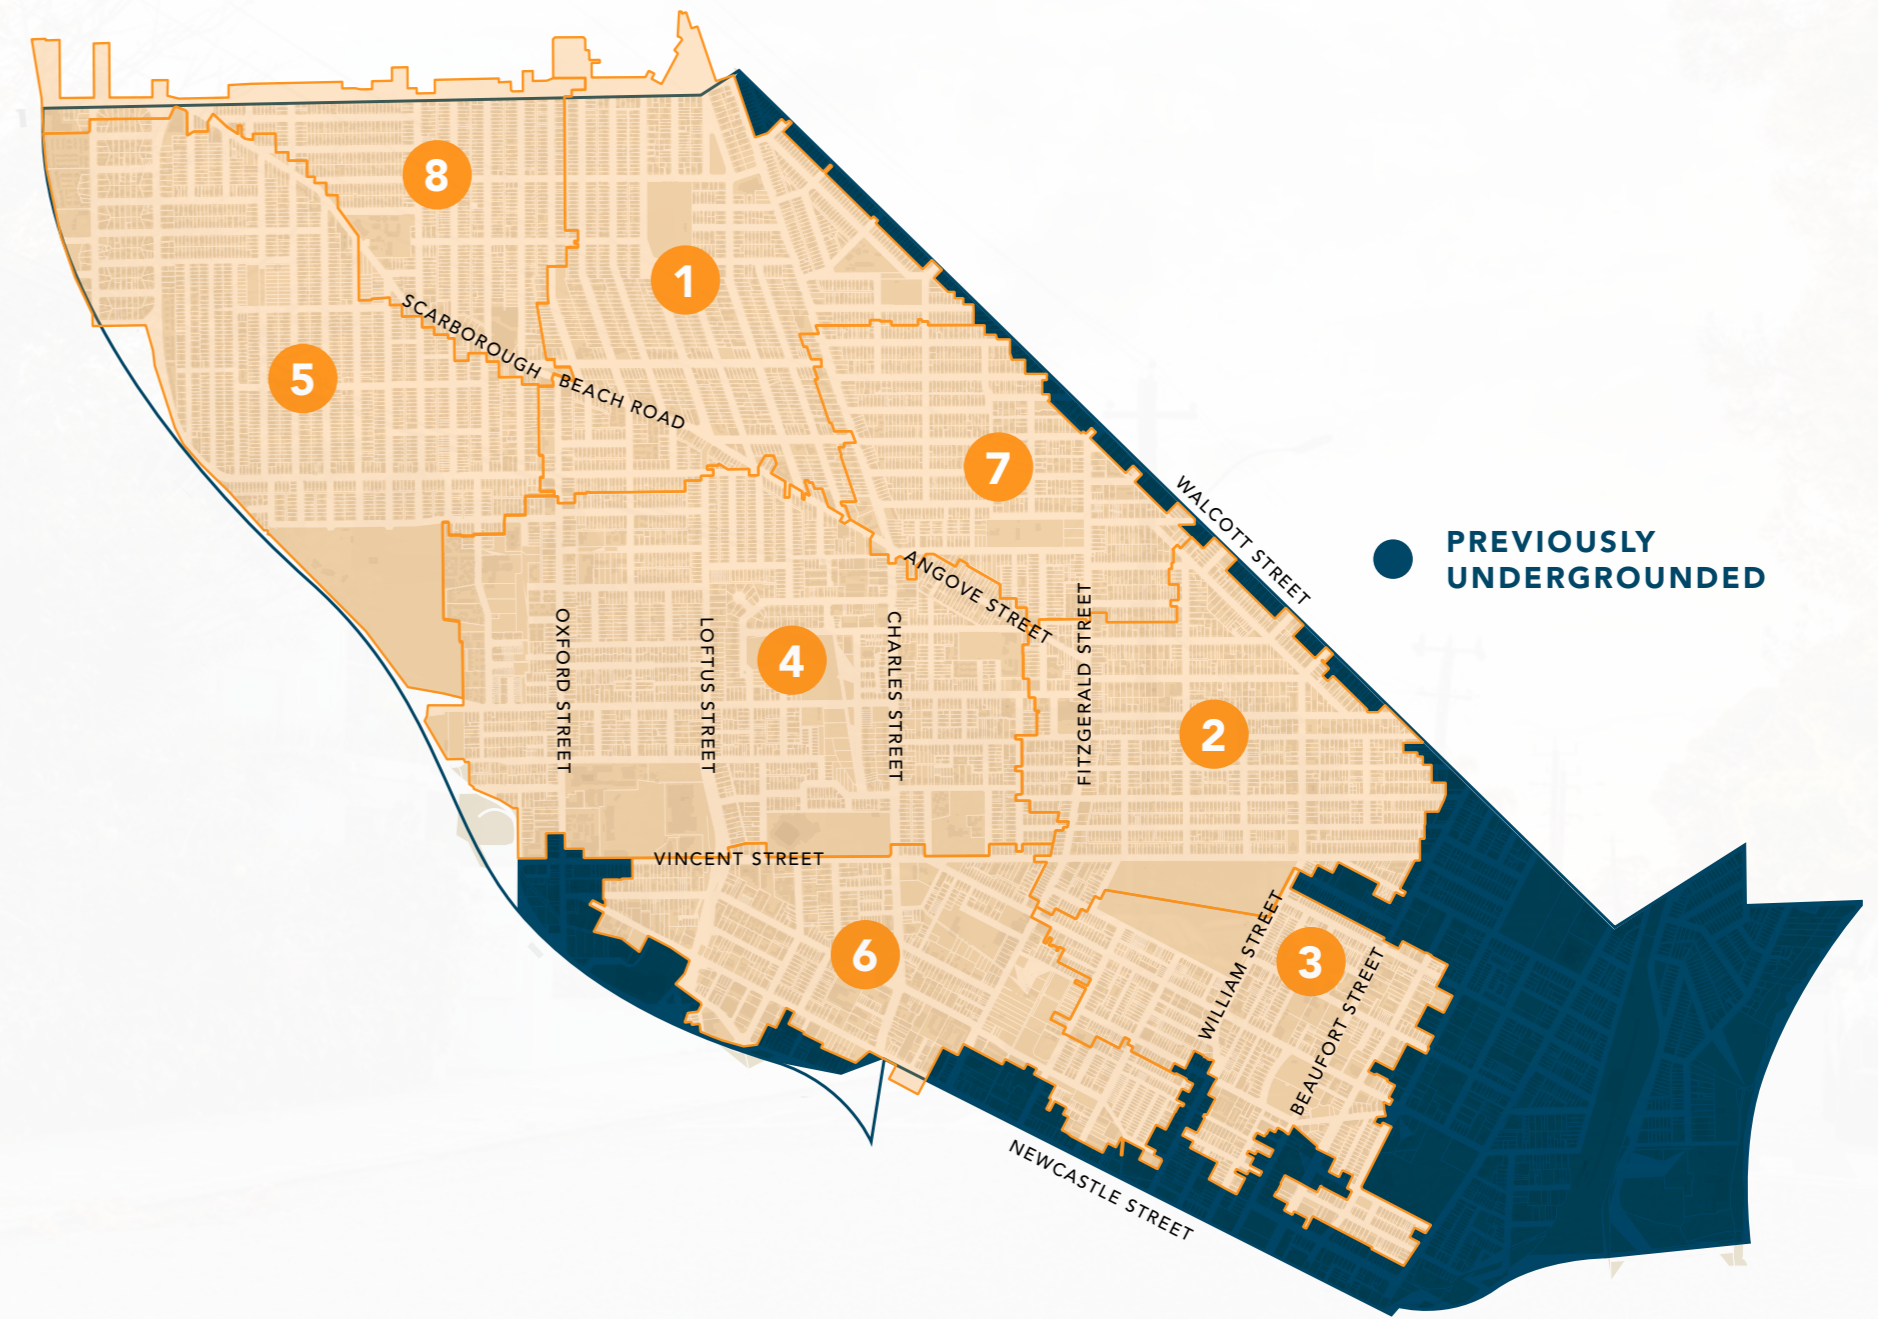 8
1
5
SCARBOROUGH BEACH ROAD
7
WALCOTT STREET
PREVIOUSLY
UNDERGROUNDED
ANGOVE STREET
OXFORD STREET
LOFTUS STREET
4
CHARLES STREET
FITZGERALD STREET
2
VINCENT STREET
6
WILLIAM STREET
3
BEAUFORT STREET
NEWCASTLE STREET